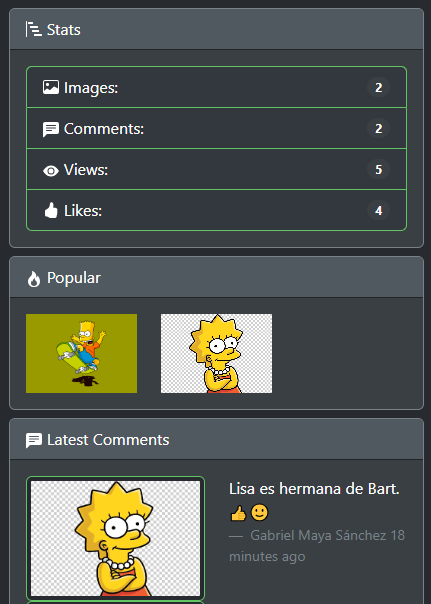 Stats
Images: 2
Comments: 2
Views: 5
Likes: 4
Popular
Latest Comments
Lisa es hermana de Bart.
👍🙂
— Gabriel Maya Sánchez 18
minutes ago